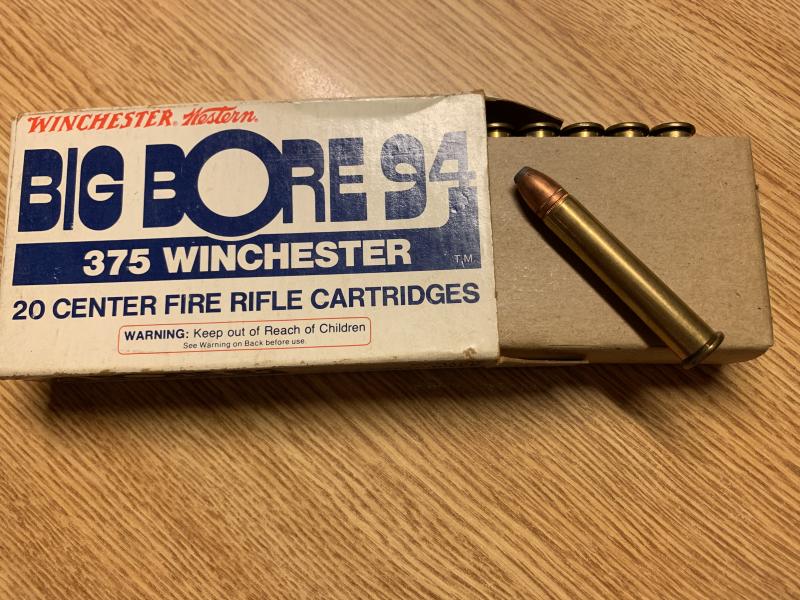 WINCHESTER. Western.
BIG BORE 94
375 WINCHESTER T.M.
20 CENTER FIRE RIFLE CARTRIDGES
WARNING: Keep out of Reach of Children
See Warning on Back before use.